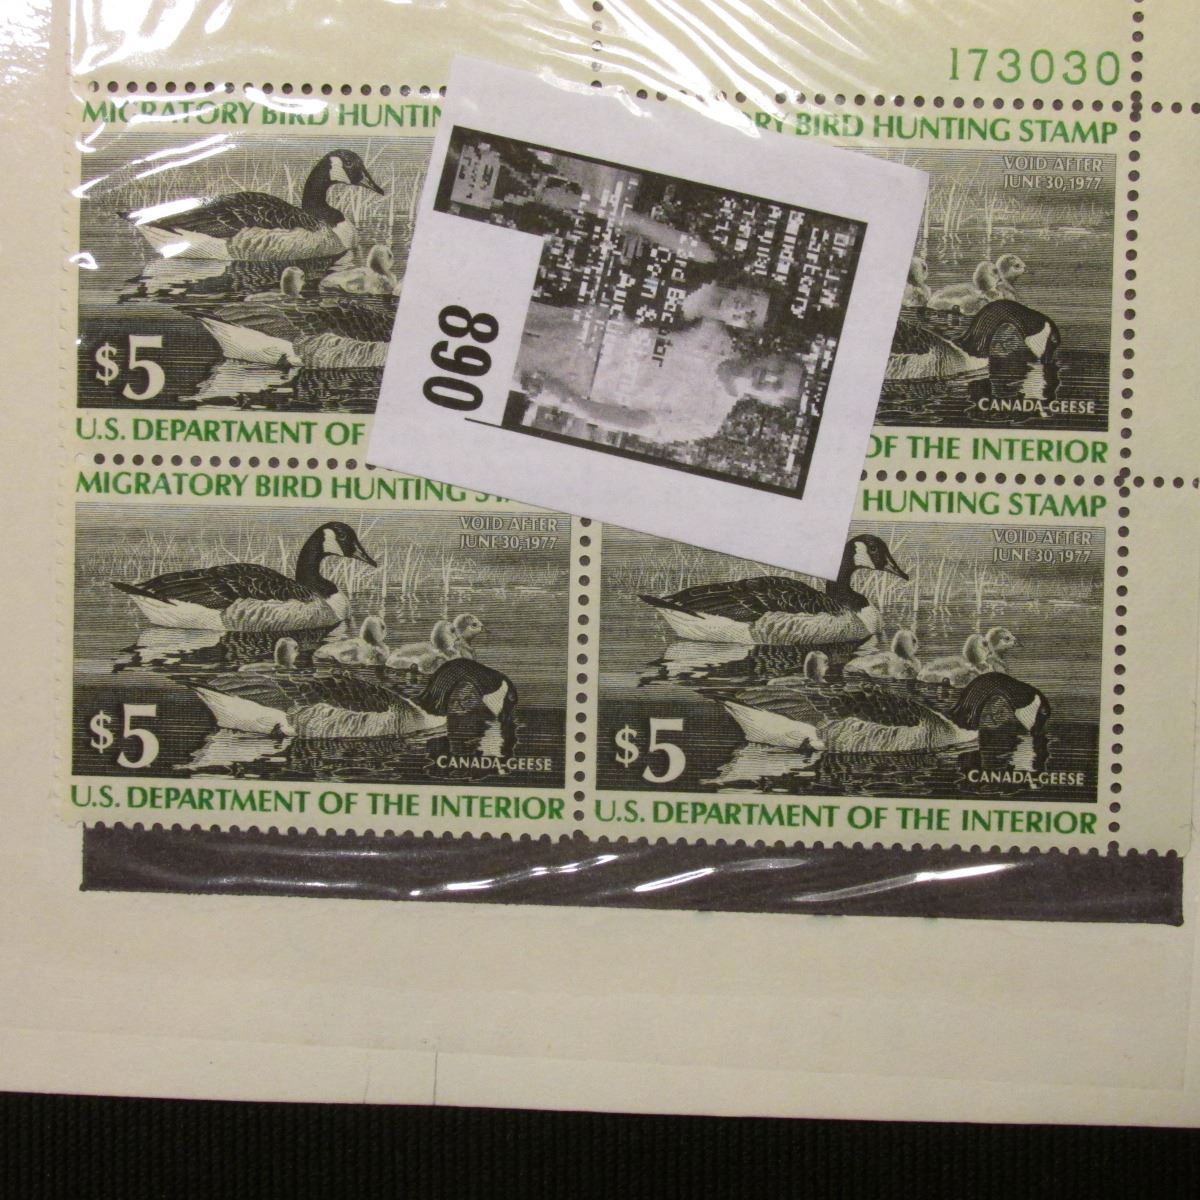 173030
MIGRATORY BIRD HUNTIN
RY BIRD HUNTING STAMP
VOID AFTER
JUNE 30, 1977
$5
890
CANADA GEESE
U.S. DEPARTMENT OF
OF THE INTERIOR
MIGRATORY BIRD HUNTING S
HUNTING STAMP
VOID AFTER
JUNE 30, 1977
VOID AFTER
JUNE 30, 1977
$5
CANADA GEESE
$5
CANADA GEESE
U.S. DEPARTMENT OF THE INTERIOR
U.S. DEPARTMENT OF THE INTERIOR